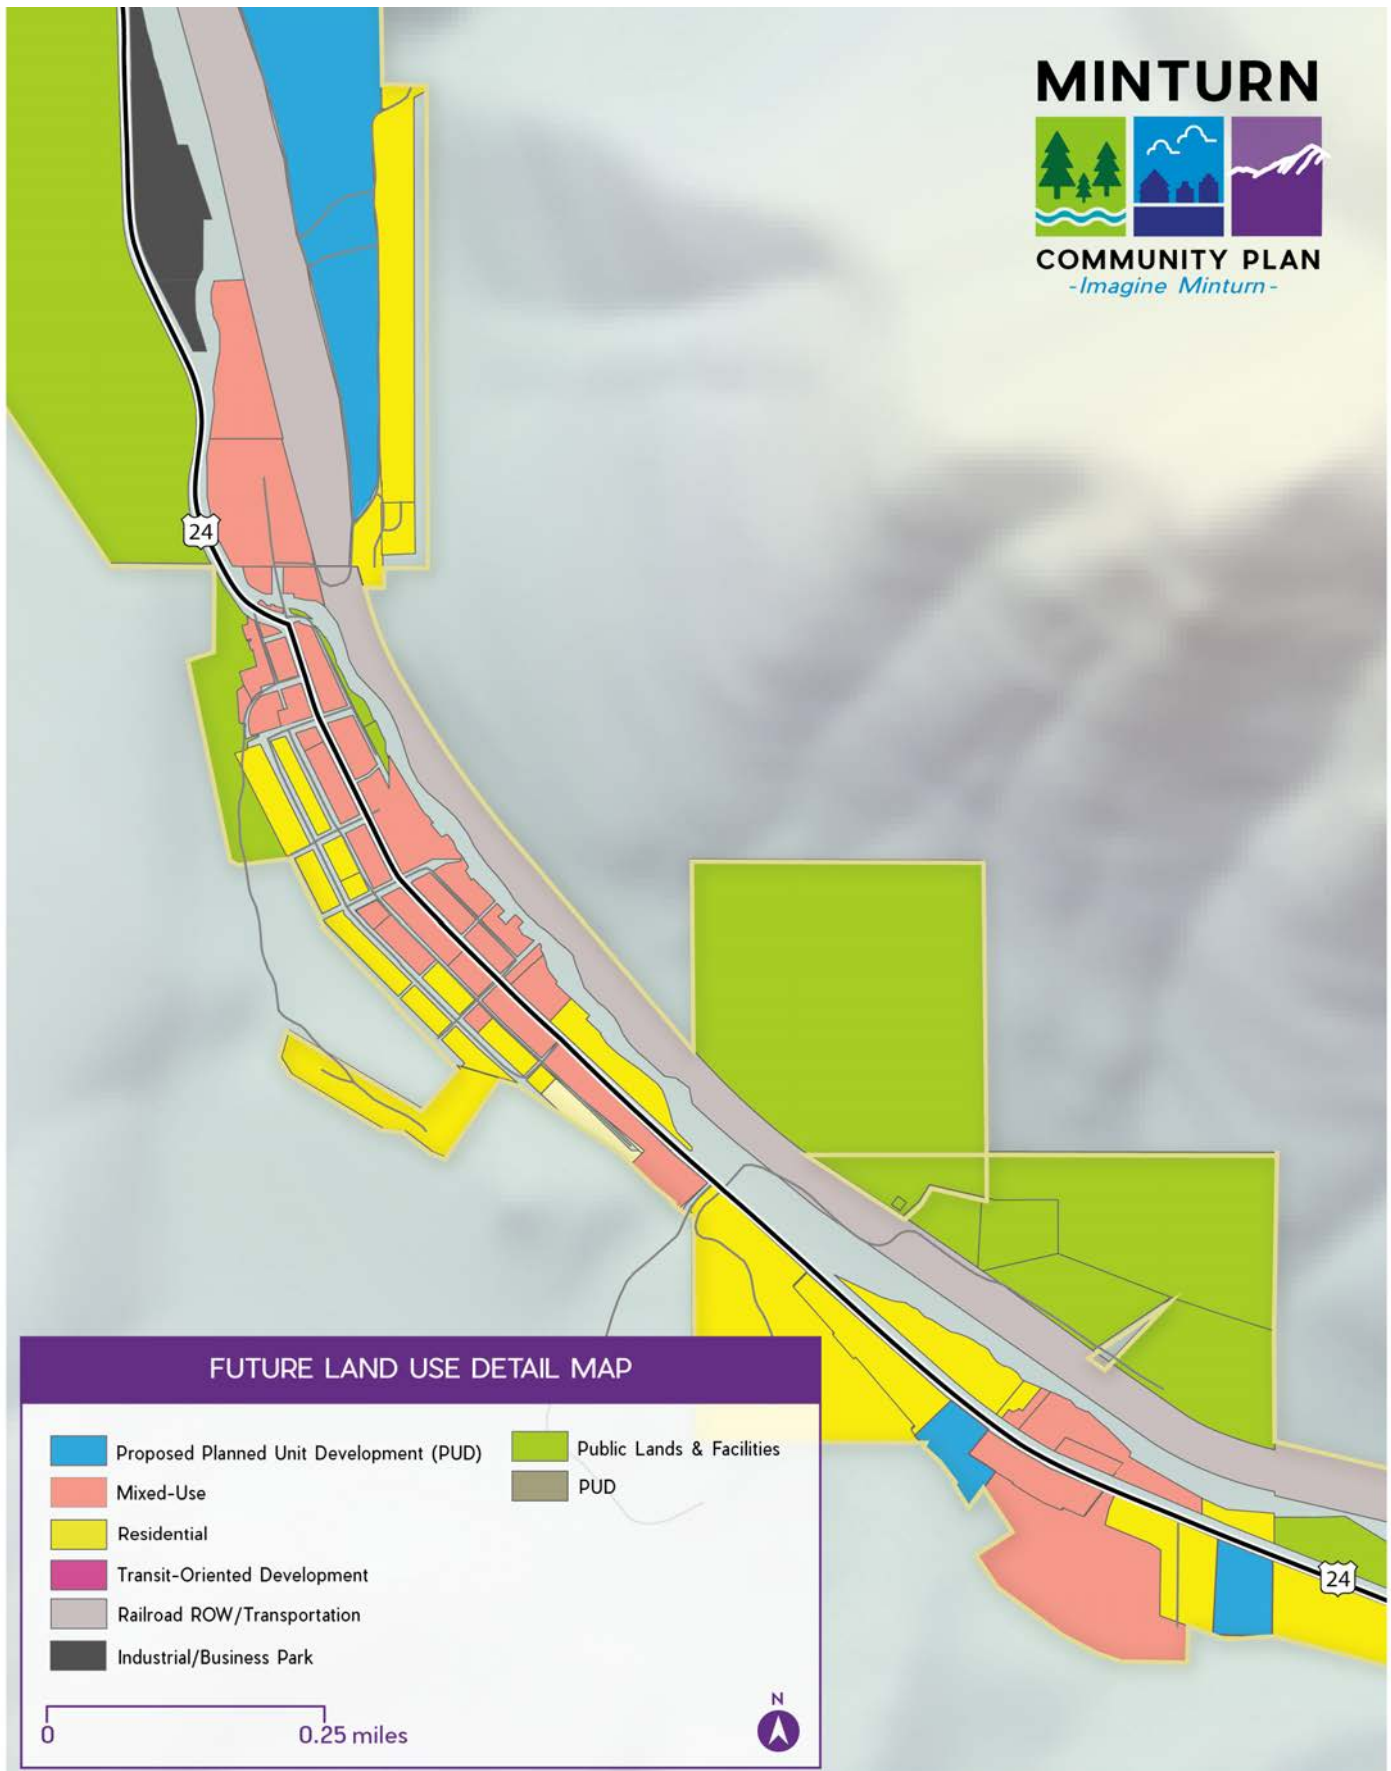 MINTURN
COMMUNITY PLAN
-Imagine Minturn-
24
FUTURE LAND USE DETAIL MAP
Proposed Planned Unit Development (PUD)
Mixed-Use
Residential
Transit-Oriented Development
Railroad ROW/Transportation
Industrial/Business Park
Public Lands & Facilities
PUD
0
0.25 miles
N
24